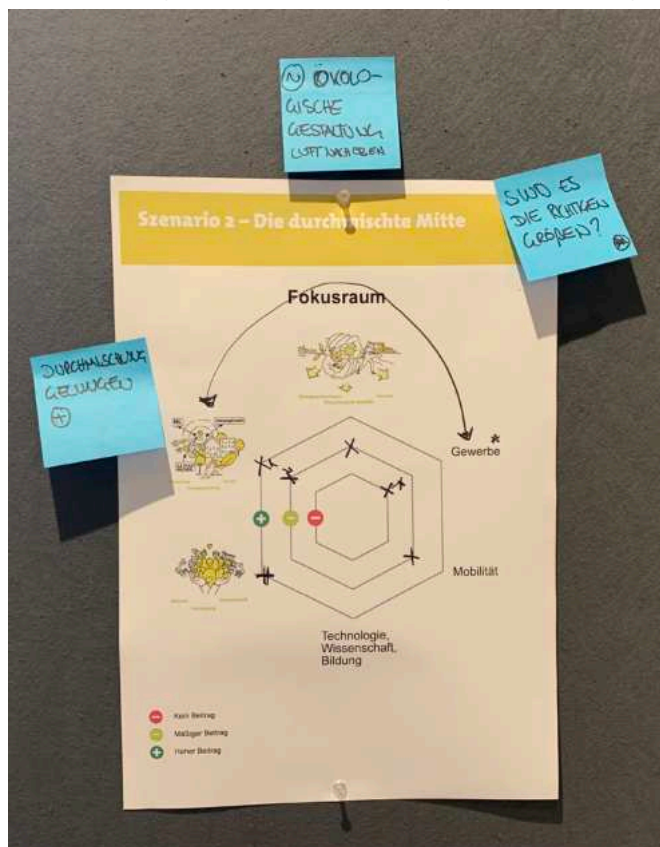 ÖKOLO-
GISCHE
GESTALTUNG
LUFT NACH OBEN
SIND ES
DIE RICHTIGEN
GRÖßEN?
Szenario 2 – Die durchmischte Mitte
Fokusraum
DURCHMISCHUNG
GELUNGEN
+
Gewerbe*
Mobilität
Technologie,
Wissenschaft,
Bildung
Kein Beitrag
Mäßiger Beitrag
Hoher Beitrag